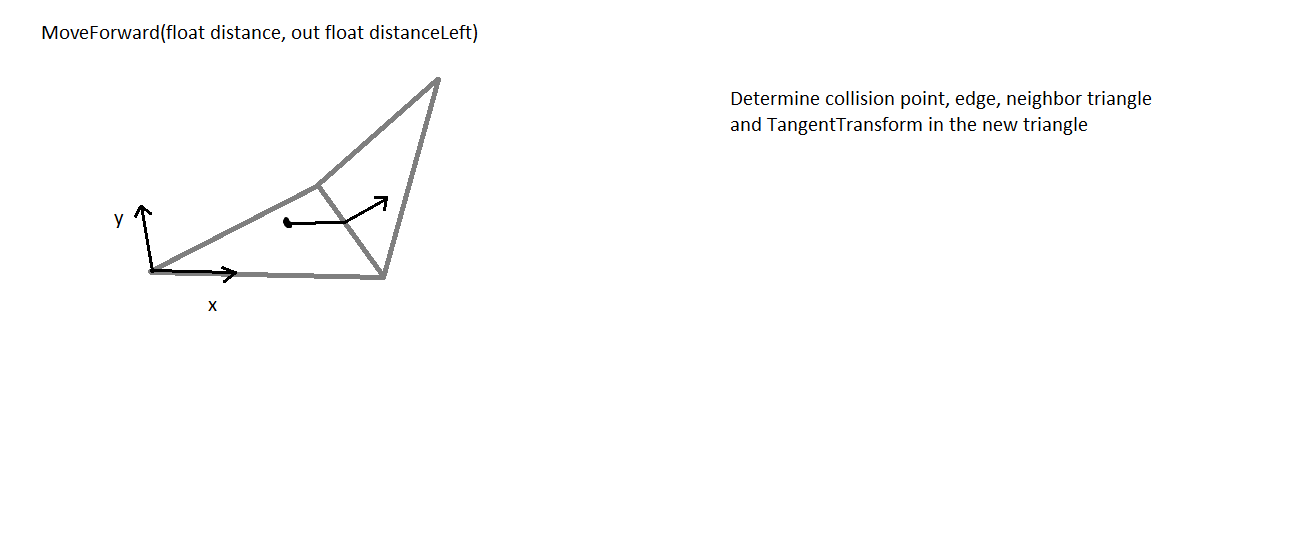 MoveForward(float distance, out float distanceLeft)
Determine collision point, edge, neighbor triangle
and TangentTransform in the new triangle
y
x